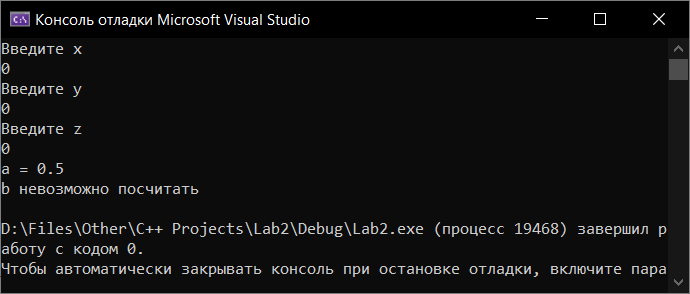 Консоль отладки Microsoft Visual Studio
Введите x
0
Введите y
0
Введите z
0
a = 0.5
b невозможно посчитать
D:\Files\Other\C++ Projects\Lab2\Debug\Lab2.exe (процесс 19468) завершил р
аботу с кодом 0.
Чтобы автоматически закрывать консоль при остановке отладки, включите пара